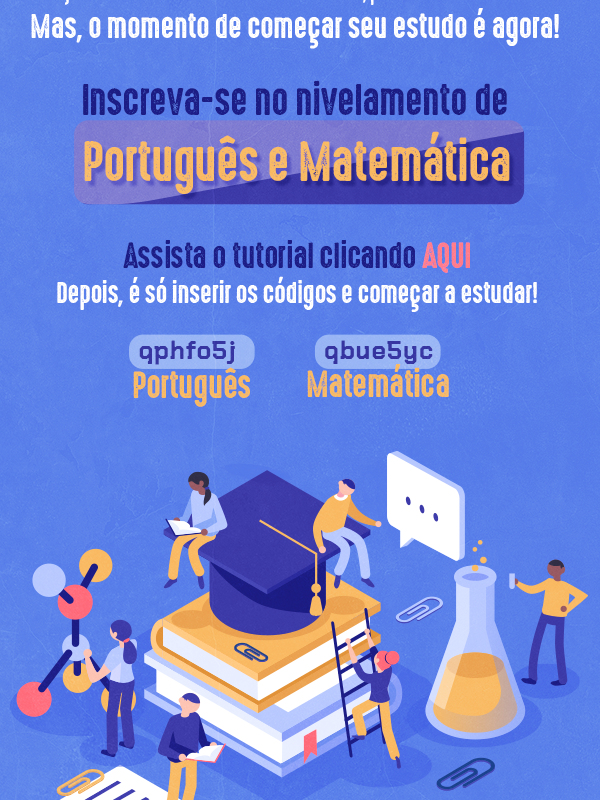 Mas, o momento de começar seu estudo é agora!
Inscreva-se no nivelamento de
Português e Matemática
Assista o tutorial clicando AQUI
Depois, é só inserir os códigos e começar a estudar!
qphfo5j qbue5yc
Português Matemática